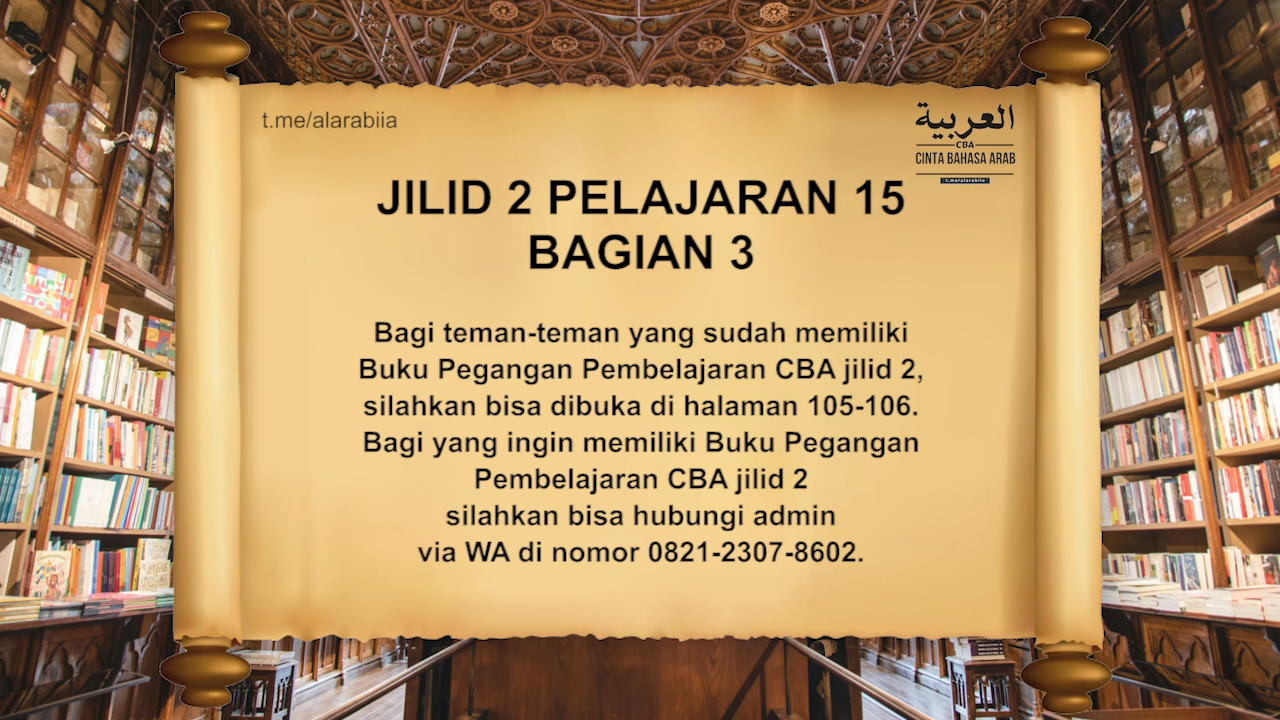 t.me/alarabiia
العربية
CBA
CINTA BAHASA ARAB
t.me/alarabiia
JILID 2 PELAJARAN 15
BAGIAN 3
Bagi teman-teman yang sudah memiliki
Buku Pegangan Pembelajaran CBA jilid 2,
silahkan bisa dibuka di halaman 105-106.
Bagi yang ingin memiliki Buku Pegangan
Pembelajaran CBA jilid 2
silahkan bisa hubungi admin
via WA di nomor 0821-2307-8602.